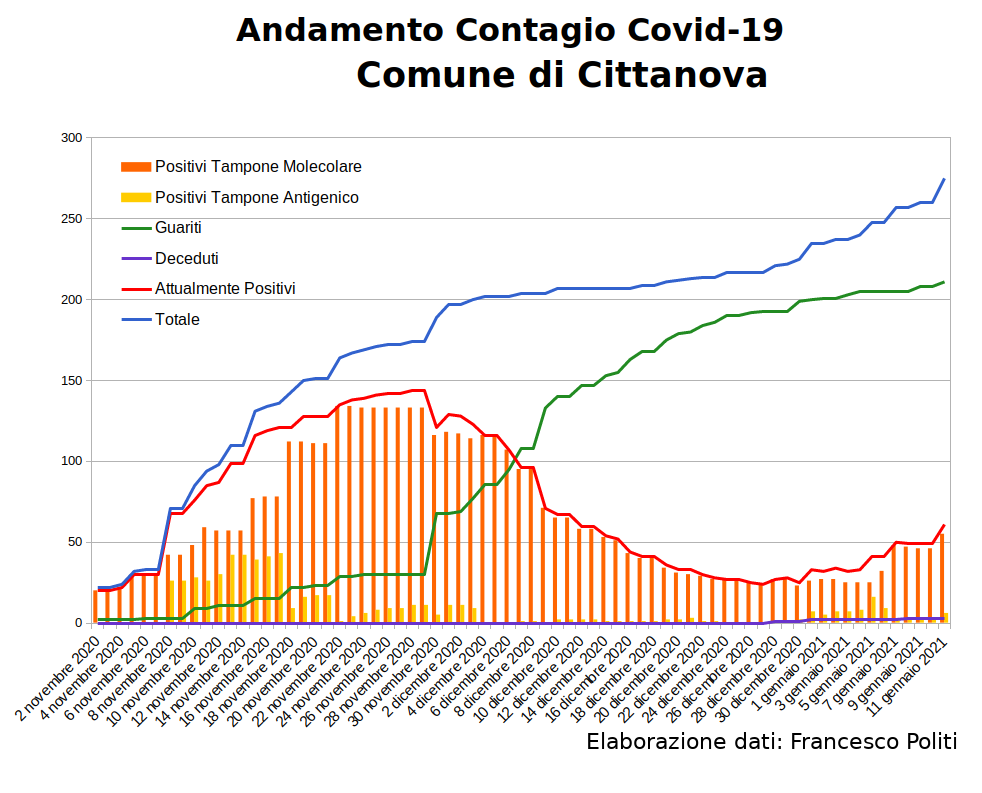 Andamento Contagio Covid-19
Comune di Cittanova
300
250
200
150
100
50
0
Positivi Tampone Molecolare
Positivi Tampone Antigenico
Guariti
Deceduti
Attualmente Positivi
Totale
2 novembre 2020
4 novembre 2020
6 novembre 2020
8 novembre 2020
10 novembre 2020
12 novembre 2020
14 novembre 2020
16 novembre 2020
18 novembre 2020
20 novembre 2020
22 novembre 2020
24 novembre 2020
26 novembre 2020
28 novembre 2020
30 novembre 2020
2 dicembre 2020
4 dicembre 2020
6 dicembre 2020
8 dicembre 2020
10 dicembre 2020
12 dicembre 2020
14 dicembre 2020
16 dicembre 2020
18 dicembre 2020
20 dicembre 2020
22 dicembre 2020
24 dicembre 2020
26 dicembre 2020
28 dicembre 2020
30 dicembre 2020
1 gennaio 2021
3 gennaio 2021
5 gennaio 2021
7 gennaio 2021
9 gennaio 2021
11 gennaio 2021
Elaborazione dati: Francesco Politi